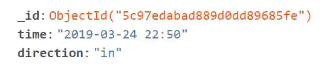 _id: ObjectId("5c97edabad889d0dd89685fe")
time: "2019-03-24 22:50"
direction: "in"